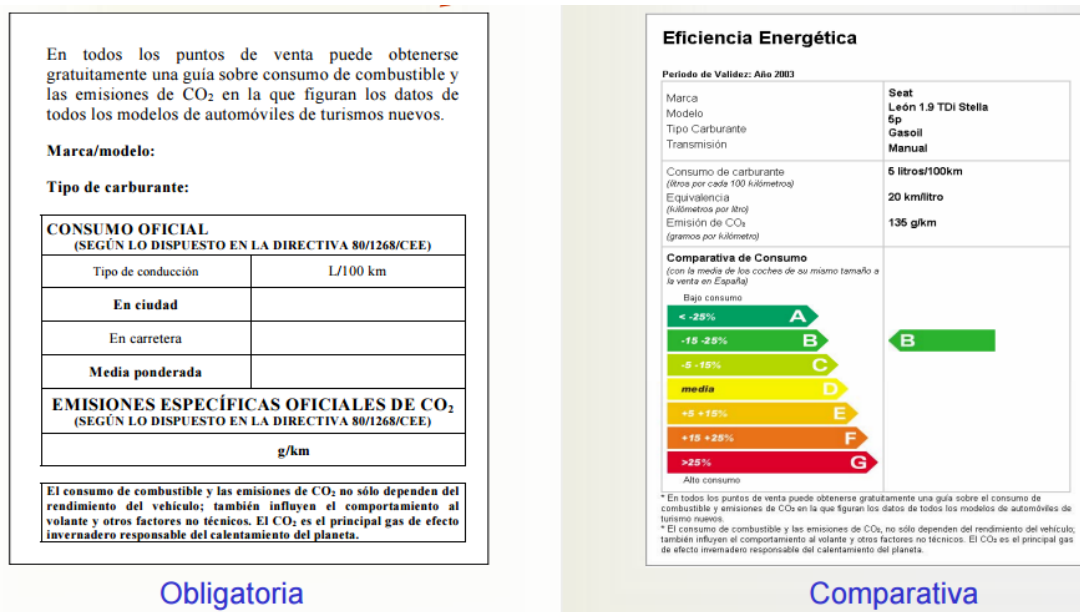 En todos los puntos de venta puede obtenerse
gratuitamente una guía sobre consumo de combustible y
las emisiones de CO₂ en la que figuran los datos de
todos los modelos de automóviles de turismos nuevos.
Marca/modelo:
Tipo de carburante:
CONSUMO OFICIAL
(SEGÚN LO DISPUESTO EN LA DIRECTIVA 80/1268/CEE)
Tipo de conducción L/100 km
En ciudad
En carretera
Media ponderada
EMISIONES ESPECÍFICAS OFICIALES DE CO₂
(SEGÚN LO DISPUESTO EN LA DIRECTIVA 80/1268/CEE)
g/km
El consumo de combustible y las emisiones de CO₂ no sólo dependen del
rendimiento del vehículo; también influyen el comportamiento al
volante y otros factores no técnicos. El CO₂ es el principal gas de efecto
invernadero responsable del calentamiento del planeta.
Obligatoria
Eficiencia Energética
Periodo de Validez: Año 2003
Marca Seat
Modelo León 1.9 TDi Stella
5p
Tipo Carburante Gasoil
Transmisión Manual
Consumo de carburante 5 litros/100km
(litros por cada 100 kilómetros)
Equivalencia 20 km/litro
(kilómetros por litro)
Emisión de CO₂ 135 g/km
(gramos por kilómetro)
Comparativa de Consumo
(con la media de los coches de su mismo tamaño a
la venta en España)
Bajo consumo
< -25% A
-15 -25% B B
-5 -15% C
media D
+5 +15% E
+15 +25% F
>25% G
Alto consumo
* En todos los puntos de venta puede obtenerse gratuitamente una guía sobre el consumo de
combustible y emisiones de CO₂ en la que figuran los datos de todos los modelos de automóviles de
turismo nuevos.
* El consumo de combustible y las emisiones de CO₂, no sólo dependen del rendimiento del vehículo;
también influyen el comportamiento al volante y otros factores no técnicos. El CO₂ es el principal gas
de efecto invernadero responsable del calentamiento del planeta.
Comparativa